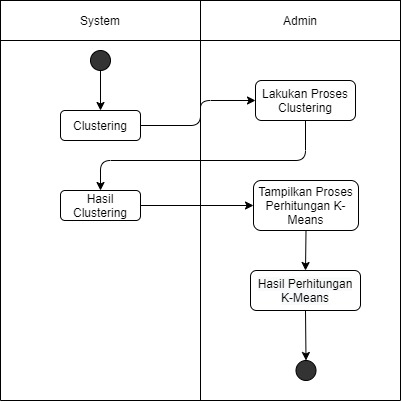 System
Admin
Clustering
Lakukan Proses
Clustering
Hasil
Clustering
Tampilkan Proses
Perhitungan K-
Means
Hasil Perhitungan
K-Means